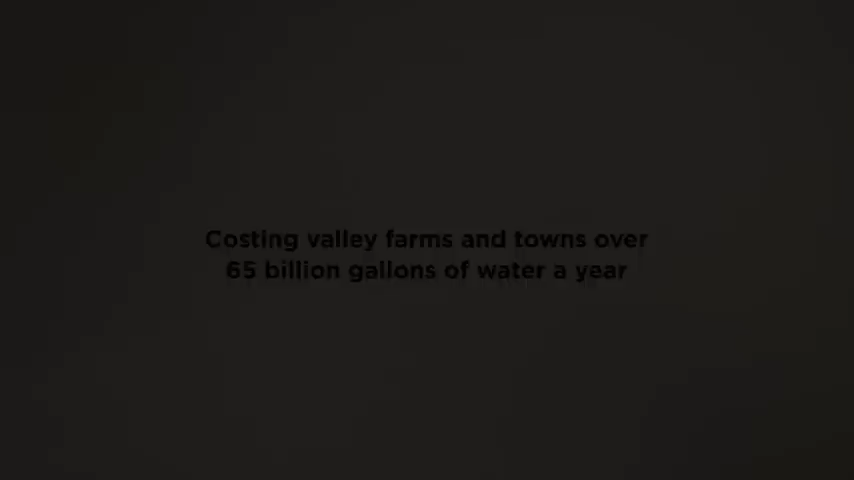 Costing valley farms and towns over
65 billion gallons of water a year